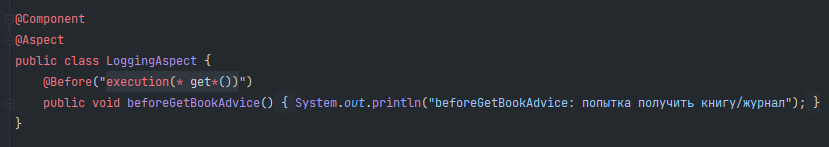 @Component
@Aspect
public class LoggingAspect {
    @Before("execution(* get*())")
    public void beforeGetBookAdvice() { System.out.println("beforeGetBookAdvice: попытка получить книгу/журнал"); }
}